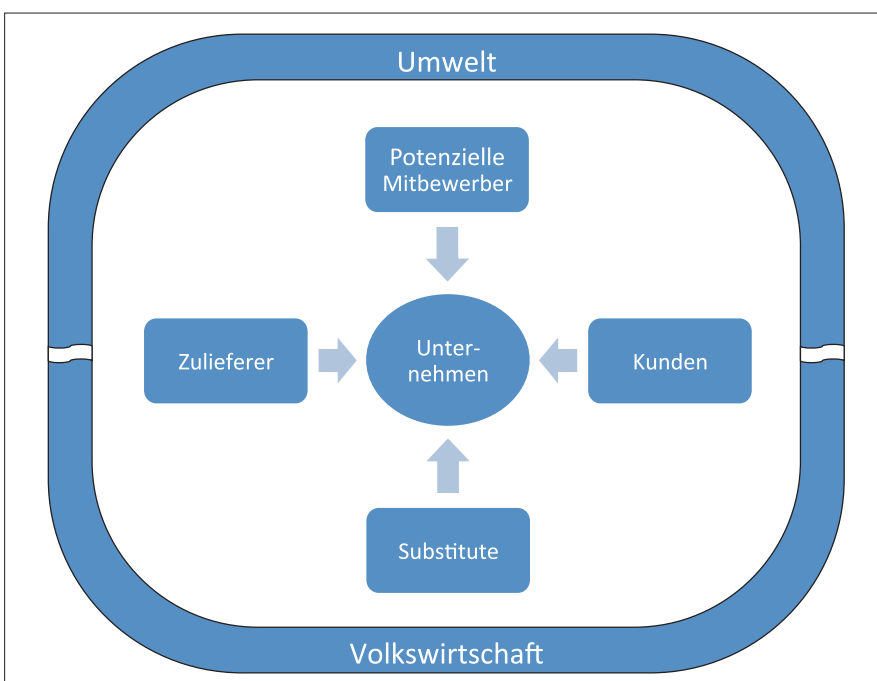 Umwelt
Potenzielle
Mitbewerber
Zulieferer
Unter-
nehmen
Kunden
Substitute
Volkswirtschaft